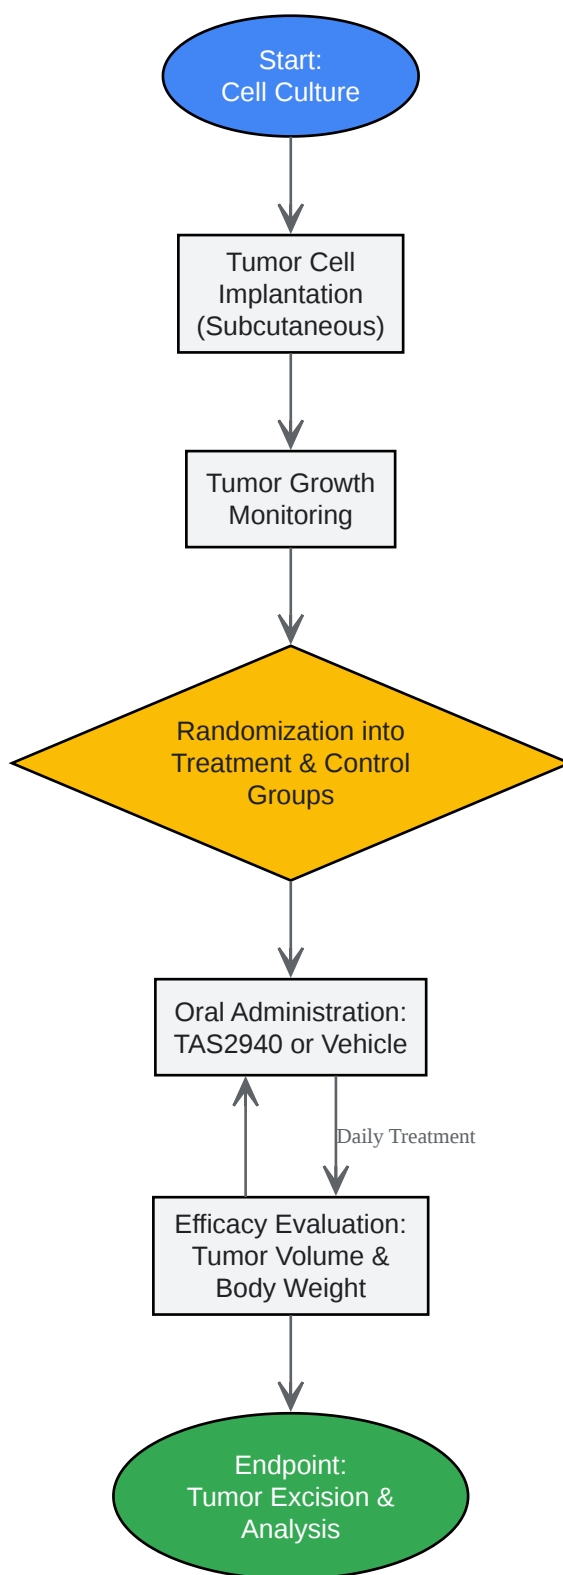 Start:
Cell Culture
Tumor Cell
Implantation
(Subcutaneous)
Tumor Growth
Monitoring
Randomization into
Treatment & Control
Groups
Oral Administration:
TAS2940 or Vehicle
Daily Treatment
Efficacy Evaluation:
Tumor Volume &
Body Weight
Endpoint:
Tumor Excision &
Analysis